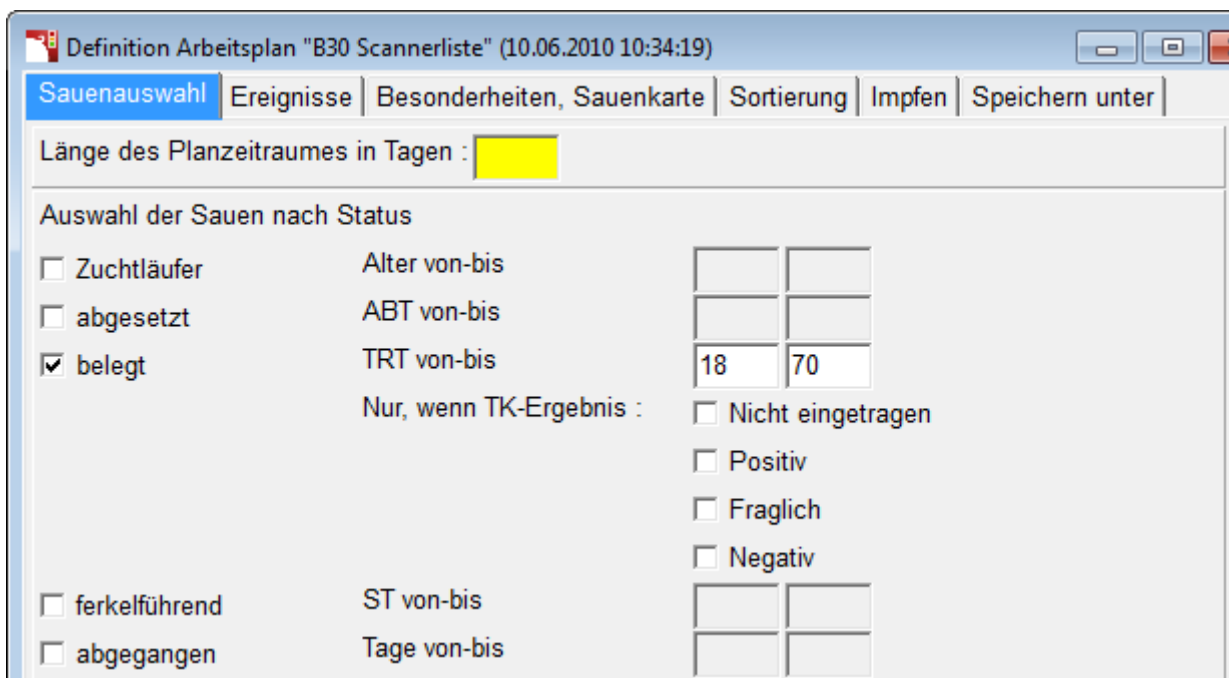 Definition Arbeitsplan "B30 Scannerliste" (10.06.2010 10:34:19)
Sauenauswahl Ereignisse Besonderheiten, Sauenkarte Sortierung Impfen Speichern unter
Länge des Planzeitraumes in Tagen :
Auswahl der Sauen nach Status
Zuchtläufer Alter von-bis
abgesetzt ABT von-bis
belegt TRT von-bis 18 70
Nur, wenn TK-Ergebnis : Nicht eingetragen
Positiv
Fraglich
Negativ
ferkelführend ST von-bis
abgegangen Tage von-bis